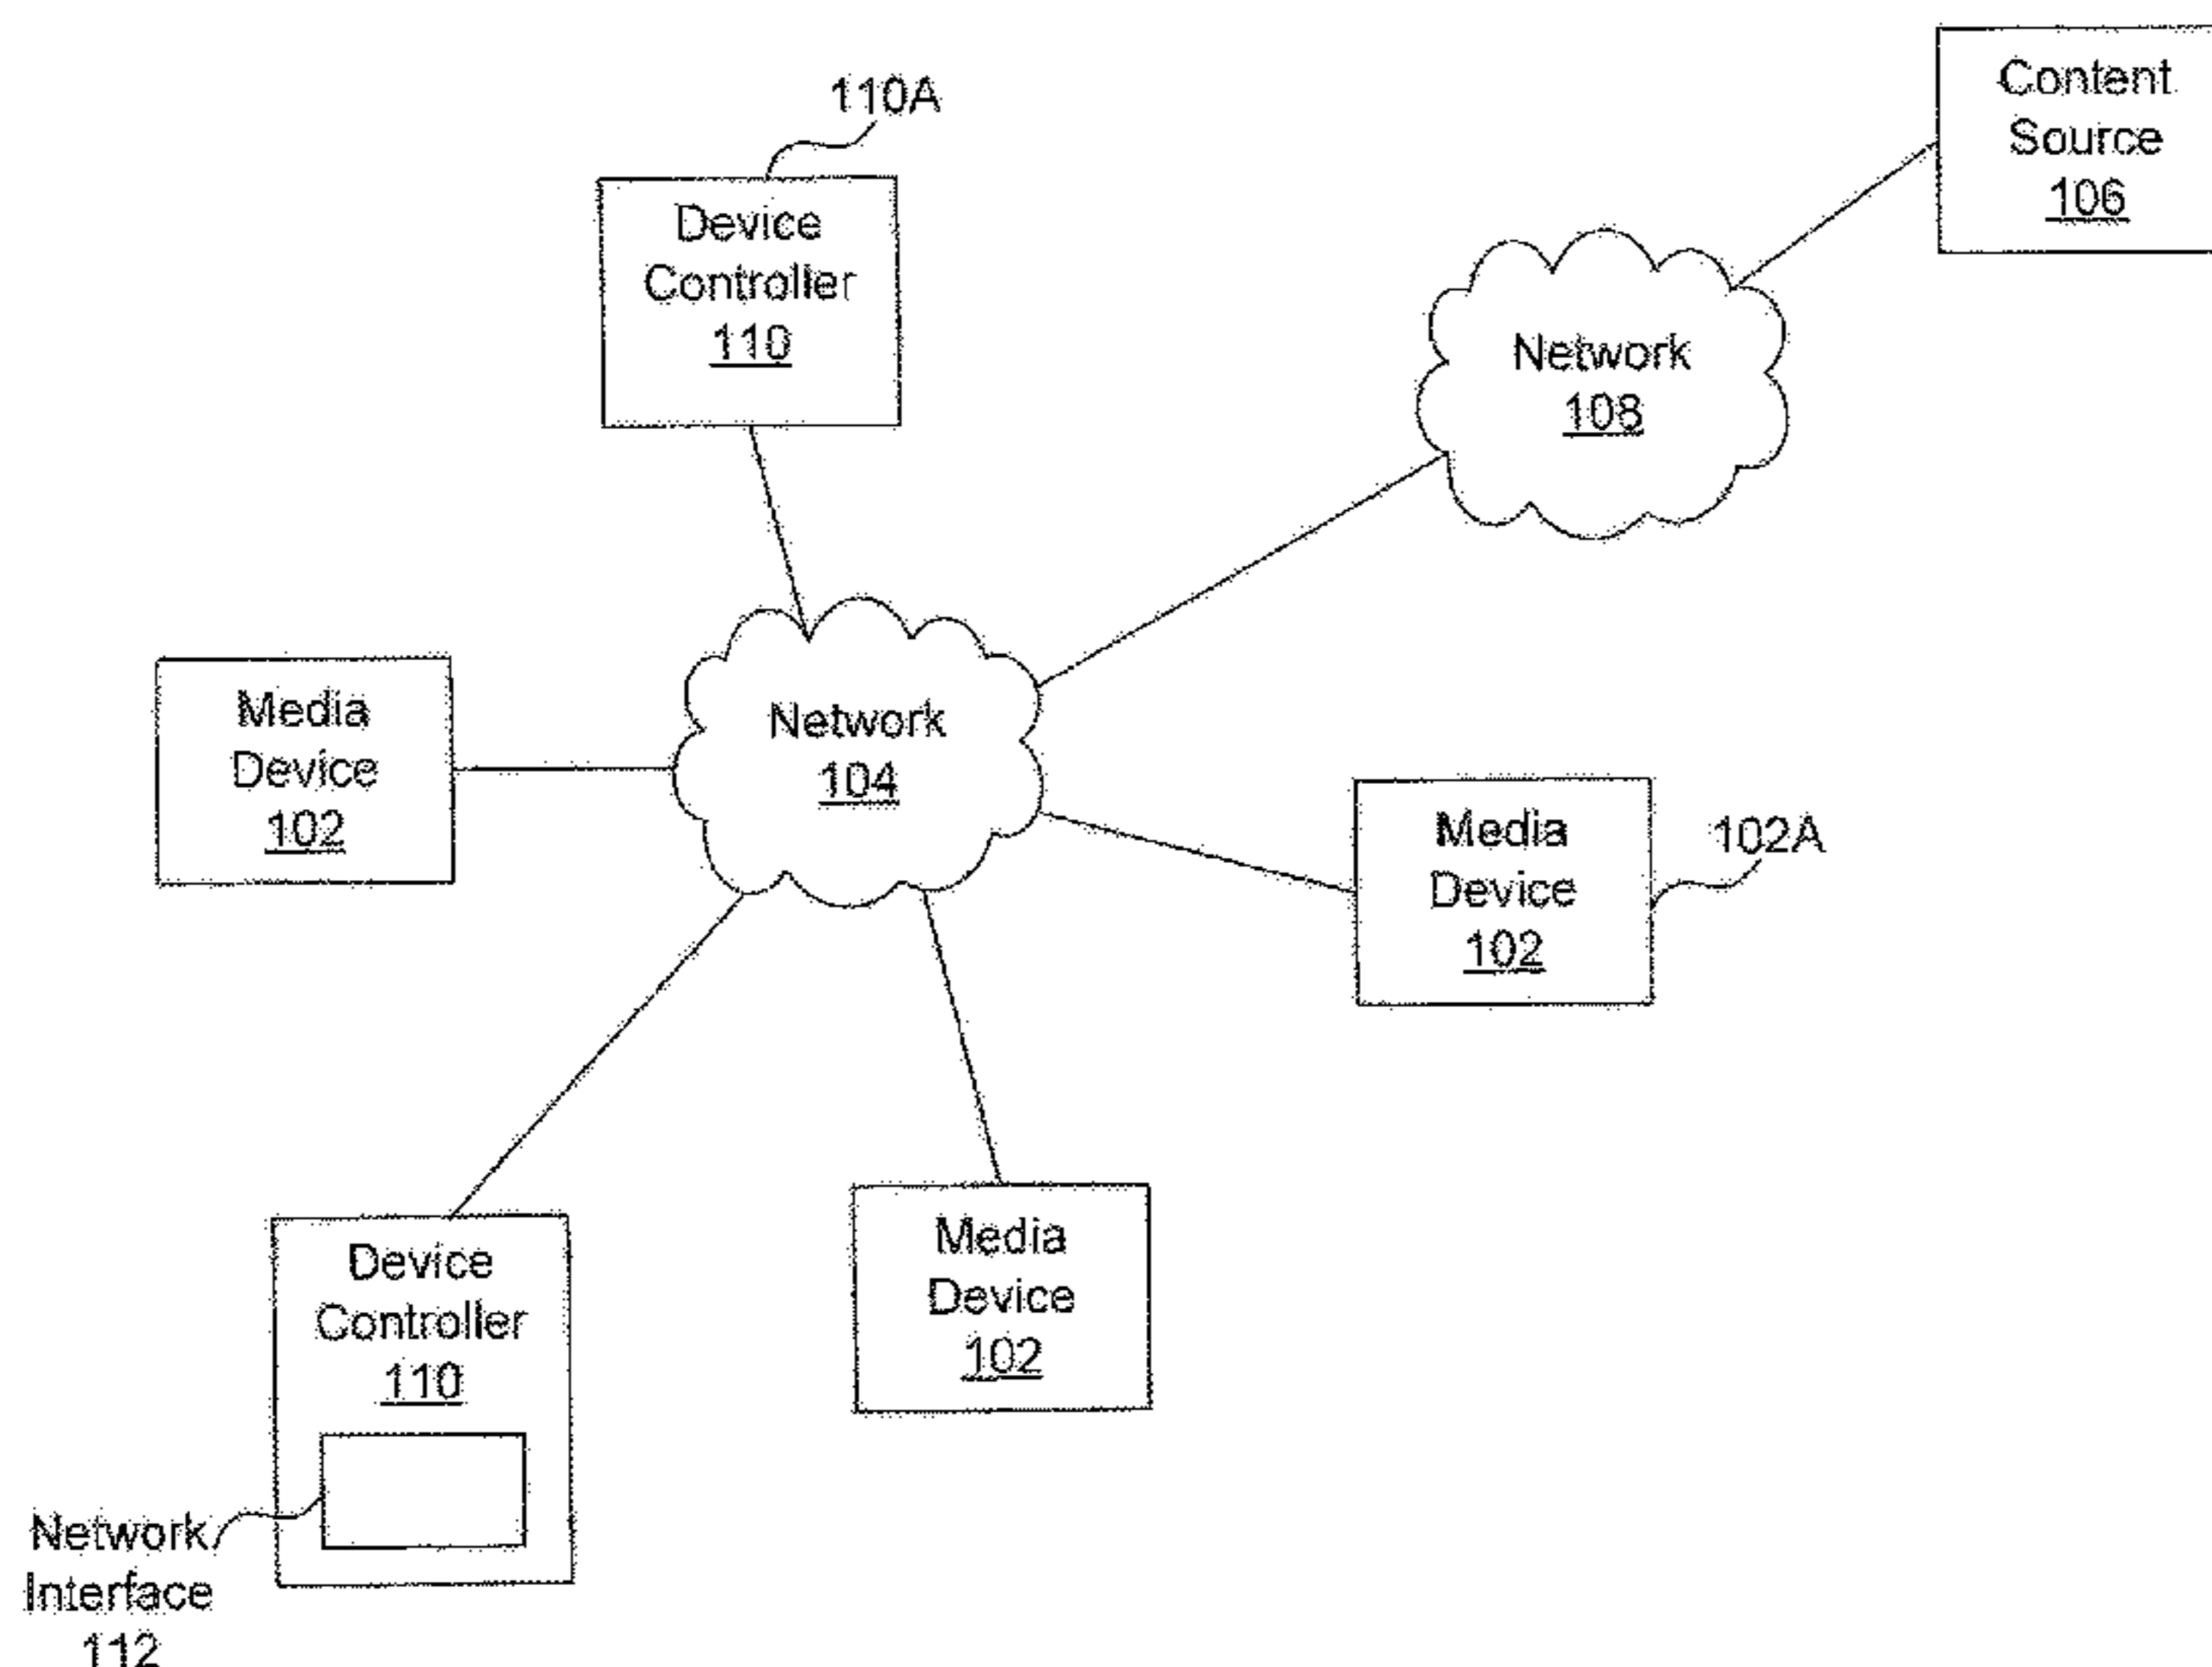 Content
Source
106
110A
Device
Controller
110
Network
108
Media
Device
102
Network
104
Media
Device
102
102A
Device
Controller
110
Media
Device
102
Network
Interface
112